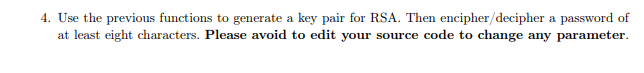 4. Use the previous functions to generate a key pair for RSA. Then encipher/decipher a password of
at least eight characters. Please avoid to edit your source code to change any parameter.